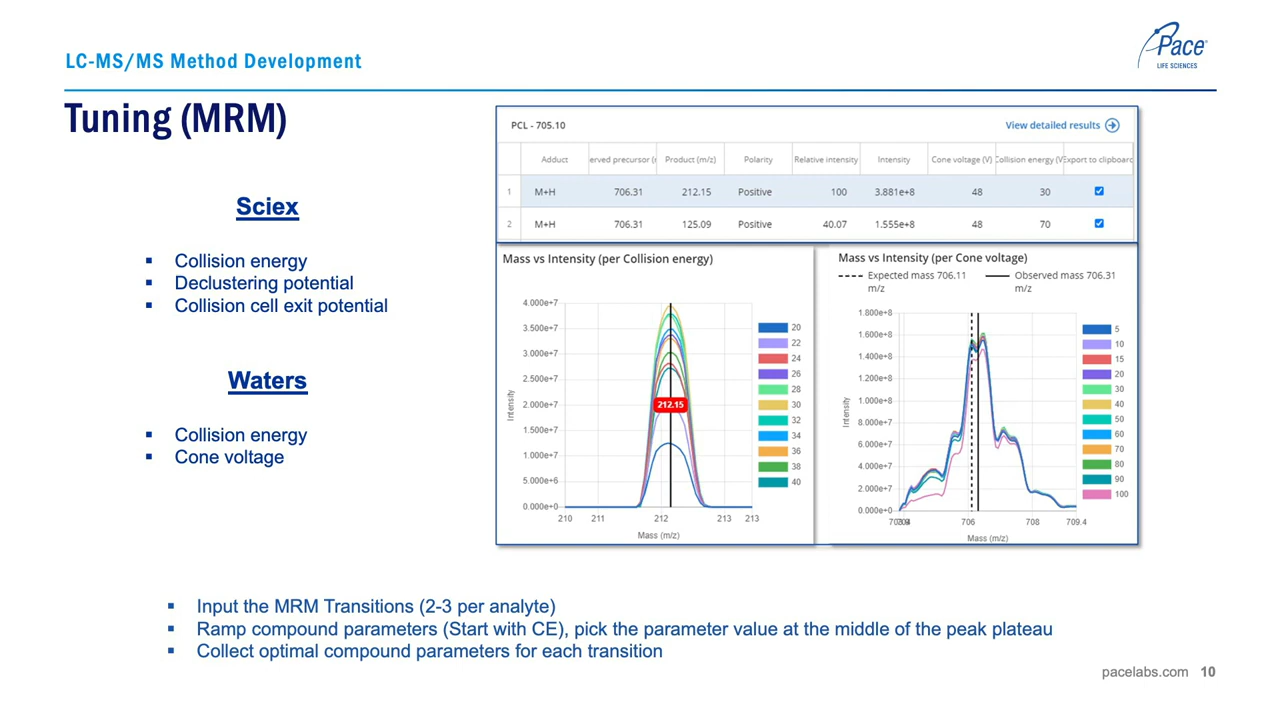 LC-MS/MS Method Development
Pace
LIFE SCIENCES
Tuning (MRM)
Sciex
▪ Collision energy
▪ Declustering potential
▪ Collision cell exit potential
Waters
▪ Collision energy
▪ Cone voltage
PCL - 705.10
View detailed results
Adduct erved precursor (r Product (m/z) Polarity Relative intensity Intensity Cone voltage (V) Collision energy (V Export to clipboard
1 M+H 706.31 212.15 Positive 100 3.881e+8 48 30
2 M+H 706.31 125.09 Positive 40.07 1.555e+8 48 70
Mass vs Intensity (per Collision energy)
4.000e+7
3.500e+7
3.000e+7
2.500e+7
2.000e+7
1.500e+7
1.000e+7
5.000e+6
0.000e+0
Intensity
212.15
210 211 212 213 213
Mass (m/z)
20
22
24
26
28
30
32
34
36
38
40
Mass vs Intensity (per Cone voltage)
Expected mass 706.11 m/z
Observed mass 706.31 m/z
1.800e+8
1.600e+8
1.400e+8
1.200e+8
1.000e+8
8.000e+7
6.000e+7
4.000e+7
2.000e+7
0.000e+0
Intensity
706 708 709.4
Mass (m/z)
5
10
15
20
30
40
50
60
70
80
90
100
▪ Input the MRM Transitions (2-3 per analyte)
▪ Ramp compound parameters (Start with CE), pick the parameter value at the middle of the peak plateau
▪ Collect optimal compound parameters for each transition
pacelabs.com 10